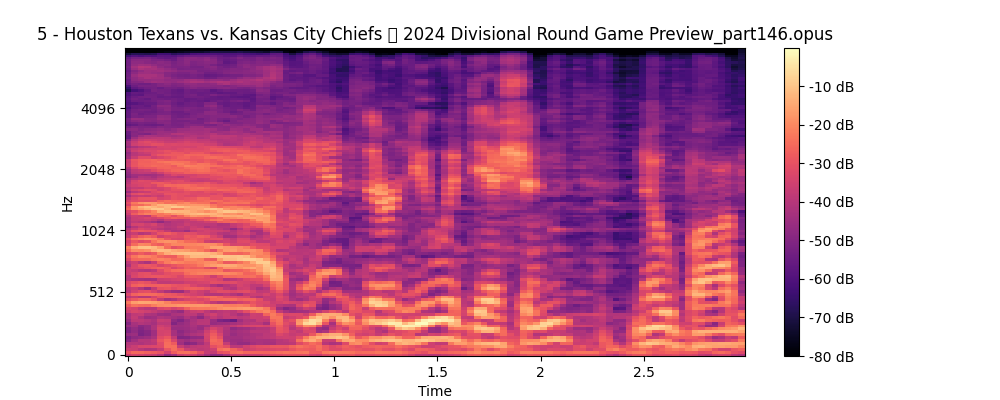 5 - Houston Texans vs. Kansas City Chiefs 2024 Divisional Round Game Preview_part146.opus
4096
2048
1024
512
0
Hz
0
0.5
1
1.5
2
2.5
Time
-10 dB
-20 dB
-30 dB
-40 dB
-50 dB
-60 dB
-70 dB
-80 dB